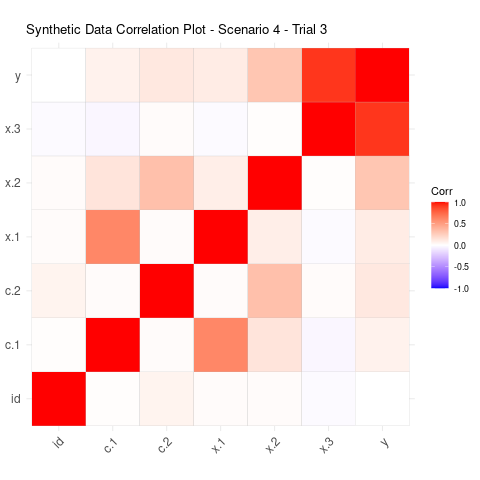 Synthetic Data Correlation Plot - Scenario 4 - Trial 3
y
x.3
x.2
x.1
c.2
c.1
id
id
c.1
c.2
x.1
x.2
x.3
y
Corr
1.0
0.5
0.0
-0.5
-1.0